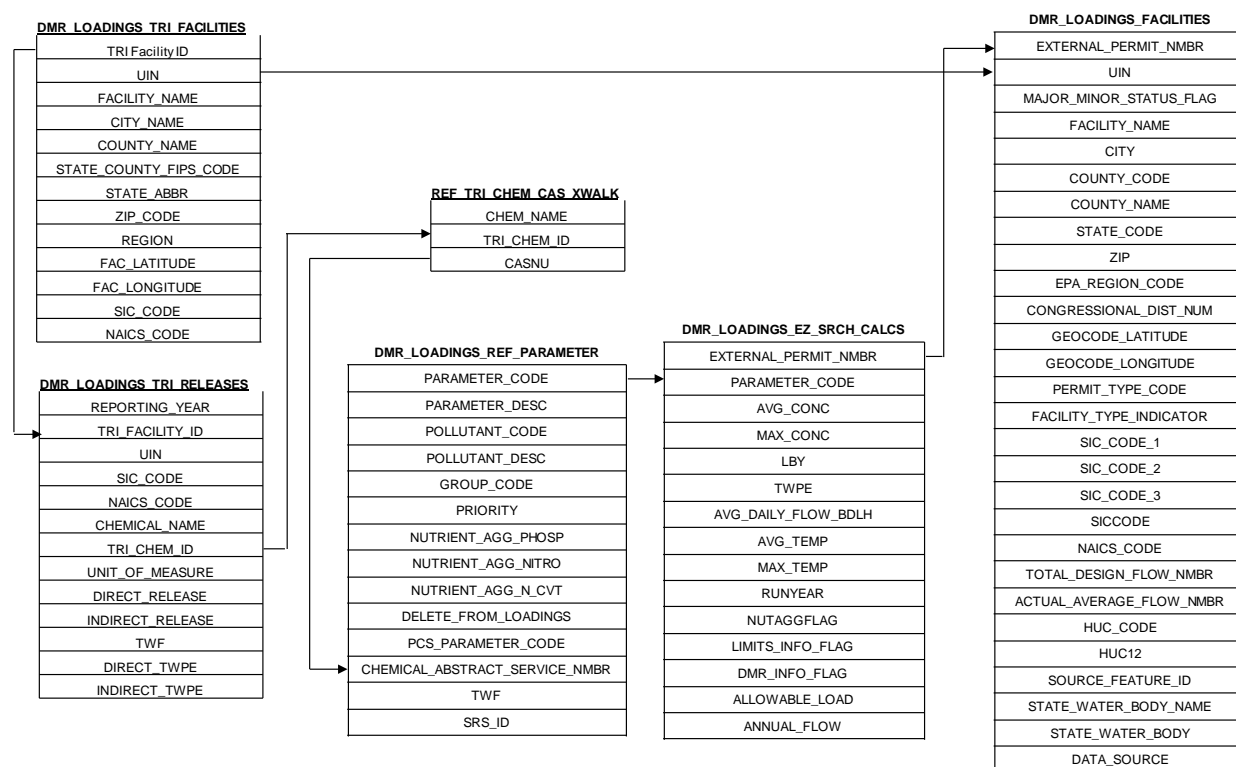 DMR_LOADINGS_TRI_FACILITIES
TRI Facility ID
UIN
FACILITY_NAME
CITY_NAME
COUNTY_NAME
STATE_COUNTY_FIPS_CODE
STATE_ABBR
ZIP_CODE
REGION
FAC_LATITUDE
FAC_LONGITUDE
SIC_CODE
NAICS_CODE
DMR_LOADINGS_TRI_RELEASES
REPORTING_YEAR
TRI_FACILITY_ID
UIN
SIC_CODE
NAICS_CODE
CHEMICAL_NAME
TRI_CHEM_ID
UNIT_OF_MEASURE
DIRECT_RELEASE
INDIRECT_RELEASE
TWF
DIRECT_TWPE
INDIRECT_TWPE
REF_TRI_CHEM_CAS_XWALK
CHEM_NAME
TRI_CHEM_ID
CASNU
DMR_LOADINGS_REF_PARAMETER
PARAMETER_CODE
PARAMETER_DESC
POLLUTANT_CODE
POLLUTANT_DESC
GROUP_CODE
PRIORITY
NUTRIENT_AGG_PHOSP
NUTRIENT_AGG_NITRO
NUTRIENT_AGG_N_CVT
DELETE_FROM_LOADINGS
PCS_PARAMETER_CODE
CHEMICAL_ABSTRACT_SERVICE_NMBR
TWF
SRS_ID
DMR_LOADINGS_EZ_SRCH_CALCS
EXTERNAL_PERMIT_NMBR
PARAMETER_CODE
AVG_CONC
MAX_CONC
LBY
TWPE
AVG_DAILY_FLOW_BDLH
AVG_TEMP
MAX_TEMP
RUNYEAR
NUTAGGFLAG
LIMITS_INFO_FLAG
DMR_INFO_FLAG
ALLOWABLE_LOAD
ANNUAL_FLOW
DMR_LOADINGS_FACILITIES
EXTERNAL_PERMIT_NMBR
UIN
MAJOR_MINOR_STATUS_FLAG
FACILITY_NAME
CITY
COUNTY_CODE
COUNTY_NAME
STATE_CODE
ZIP
EPA_REGION_CODE
CONGRESSIONAL_DIST_NUM
GEOCODE_LATITUDE
GEOCODE_LONGITUDE
PERMIT_TYPE_CODE
FACILITY_TYPE_INDICATOR
SIC_CODE_1
SIC_CODE_2
SIC_CODE_3
SICCODE
NAICS_CODE
TOTAL_DESIGN_FLOW_NMBR
ACTUAL_AVERAGE_FLOW_NMBR
HUC_CODE
HUC12
SOURCE_FEATURE_ID
STATE_WATER_BODY_NAME
STATE_WATER_BODY
DATA_SOURCE